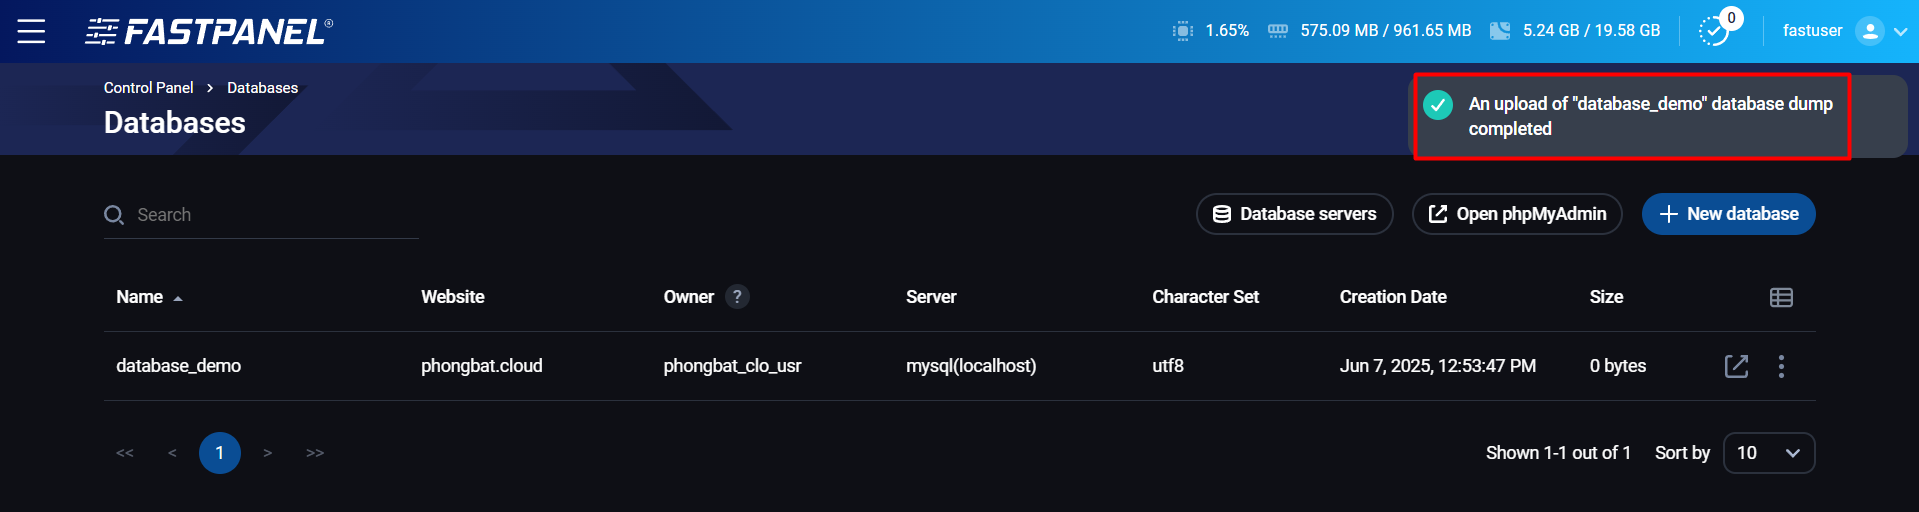 FASTPANEL®
1.65%
575.09 MB / 961.65 MB
5.24 GB / 19.58 GB
0
fastuser
Control Panel > Databases
Databases
An upload of "database_demo" database dump
completed
Search
Database servers
Open phpMyAdmin
+ New database
Name
Website
Owner ?
Server
Character Set
Creation Date
Size
database_demo
phongbat.cloud
phongbat_clo_usr
mysql(localhost)
utf8
Jun 7, 2025, 12:53:47 PM
0 bytes
<< < 1 > >>
Shown 1-1 out of 1
Sort by
10